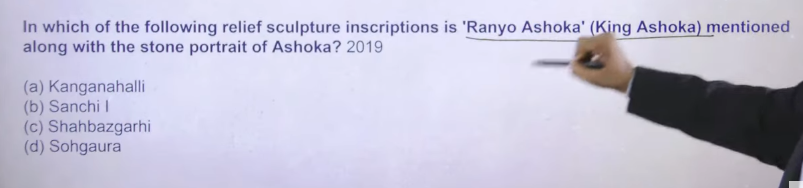 In which of the following relief sculpture inscriptions is 'Ranyo Ashoka' (King Ashoka) mentioned
along with the stone portrait of Ashoka? 2019
(a) Kanganahalli
(b) Sanchi I
(c) Shahbazgarhi
(d) Sohgaura